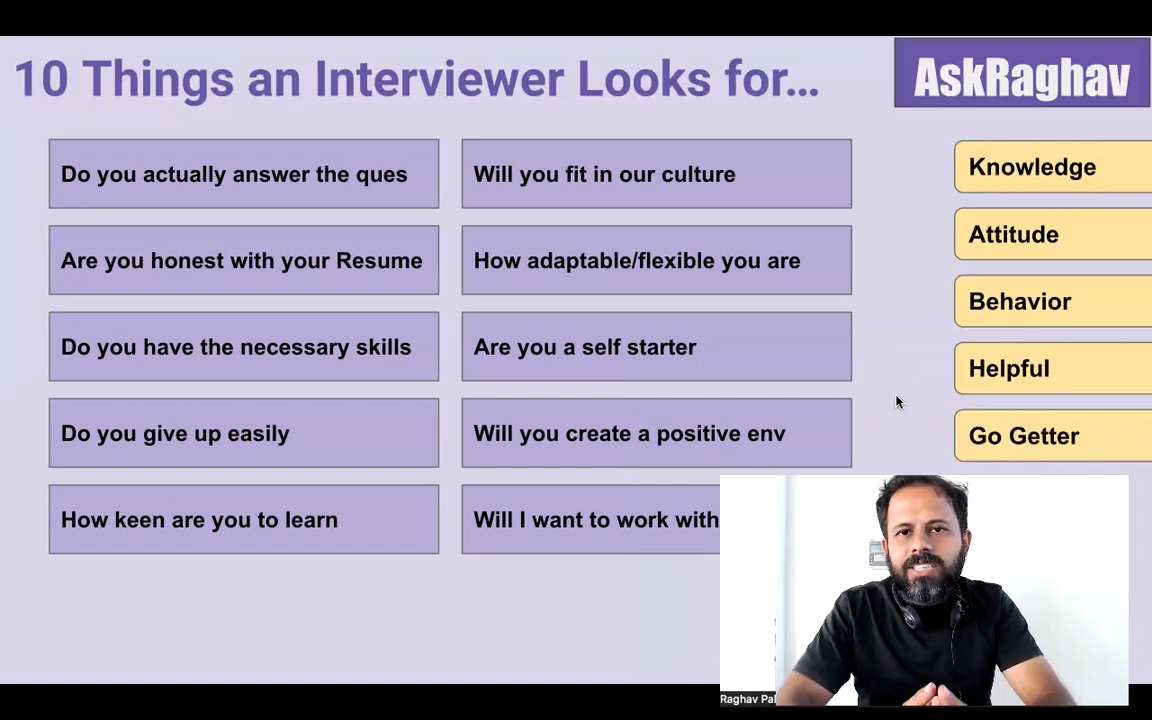 10 Things an Interviewer Looks for...
AskRaghav
Do you actually answer the ques
Are you honest with your Resume
Do you have the necessary skills
Do you give up easily
How keen are you to learn
Will you fit in our culture
How adaptable/flexible you are
Are you a self starter
Will you create a positive env
Will I want to work with
Knowledge
Attitude
Behavior
Helpful
Go Getter
Raghav